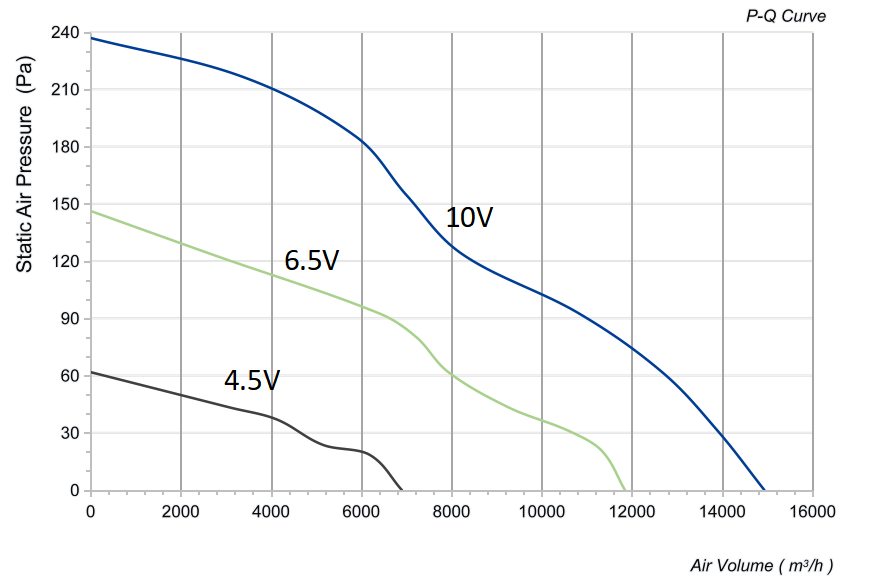 P-Q Curve
Static Air Pressure (Pa)
240
210
180
150
120
90
60
30
0
10V
6.5V
4.5V
0 2000 4000 6000 8000 10000 12000 14000 16000
Air Volume ( m³/h )